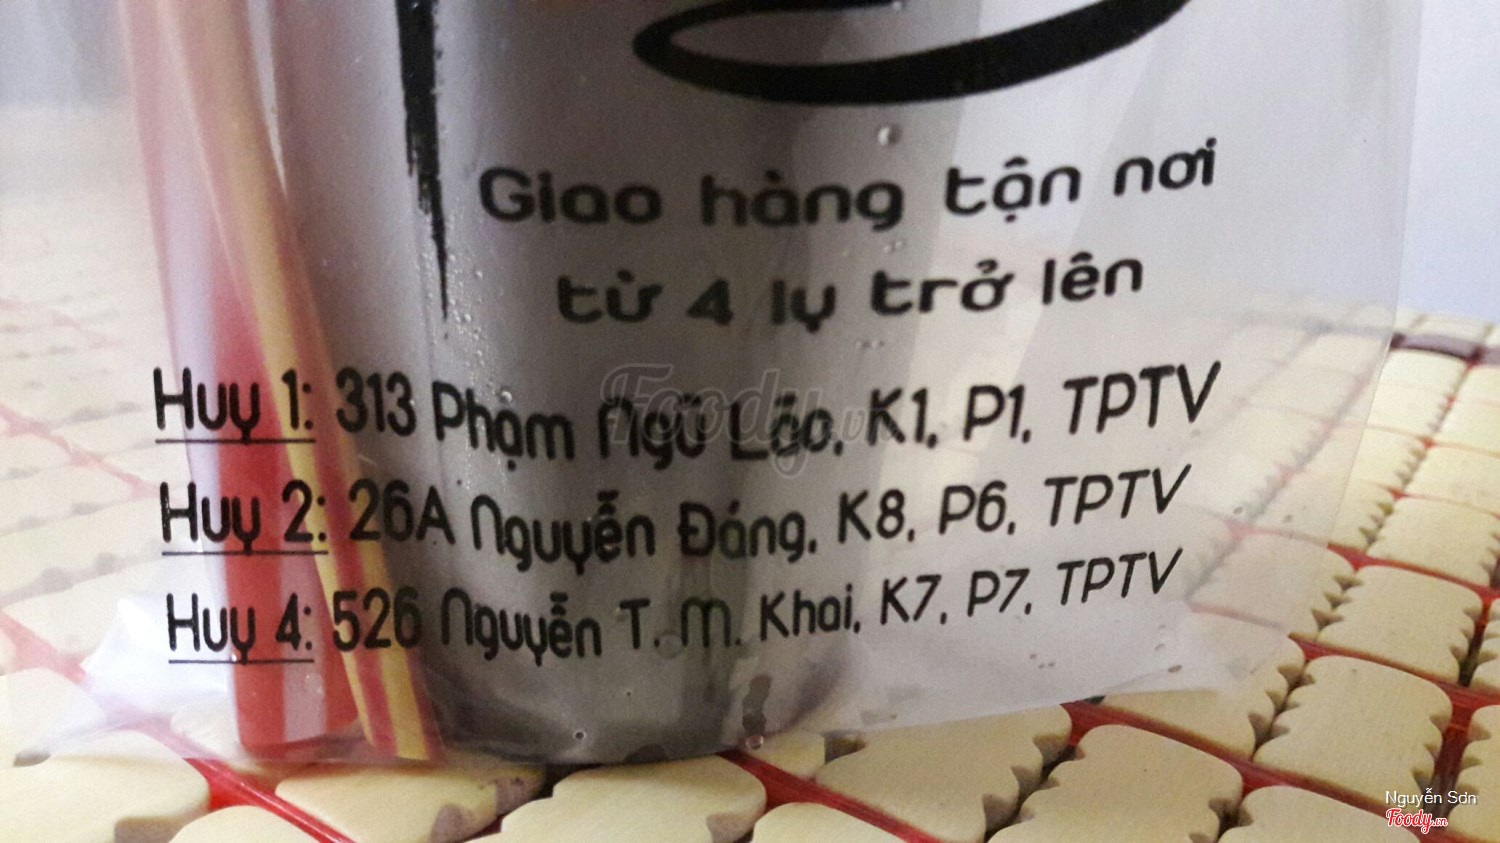 Giao hàng tận nơi
từ 4 ly trở lên
Huy 1: 313 Phạm Ngũ Lão, K1, P1, TPTV
Huy 2: 26A Nguyễn Đáng, K8, P6, TPTV
Huy 4: 526 Nguyễn T. M. Khai, K7, P7, TPTV
Foody.vn
Nguyễn Sơn
Foody.vn